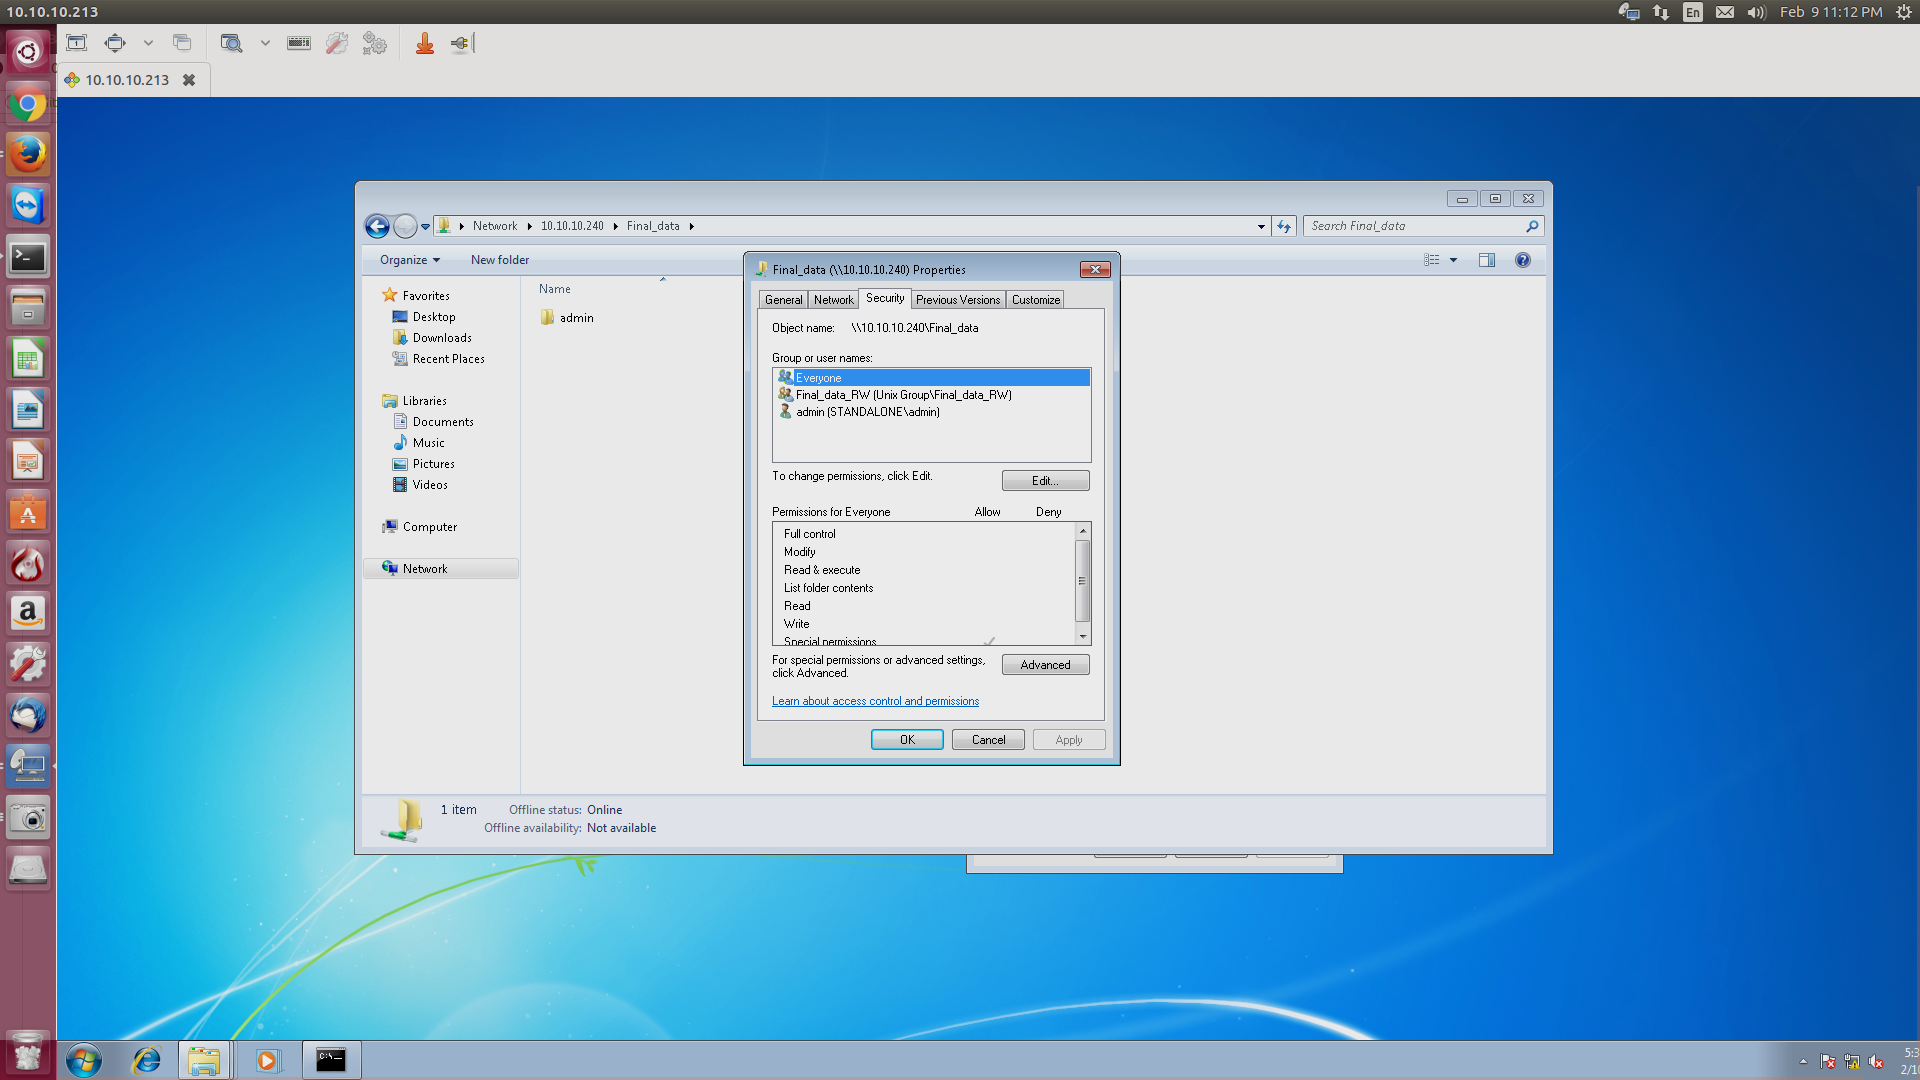 10.10.10.213
En
Feb 9 11:12 PM
10.10.10.213
Network
10.10.10.240
Final_data
Search Final_data
Organize
New folder
Favorites
Desktop
Downloads
Recent Places
Libraries
Documents
Music
Pictures
Videos
Computer
Network
Name
admin
Final_data (\\10.10.10.240) Properties
General
Network
Security
Previous Versions
Customize
Object name: \\10.10.10.240\Final_data
Group or user names:
Everyone
Final_data_RW (Unix Group\Final_data_RW)
admin (STANDALONE\admin)
To change permissions, click Edit.
Edit...
Permissions for Everyone Allow Deny
Full control
Modify
Read & execute
List folder contents
Read
Write
Special permissions
For special permissions or advanced settings,
click Advanced.
Advanced
Learn about access control and permissions
OK
Cancel
Apply
1 item
Offline status: Online
Offline availability: Not available
C:\_
5:3
2/1